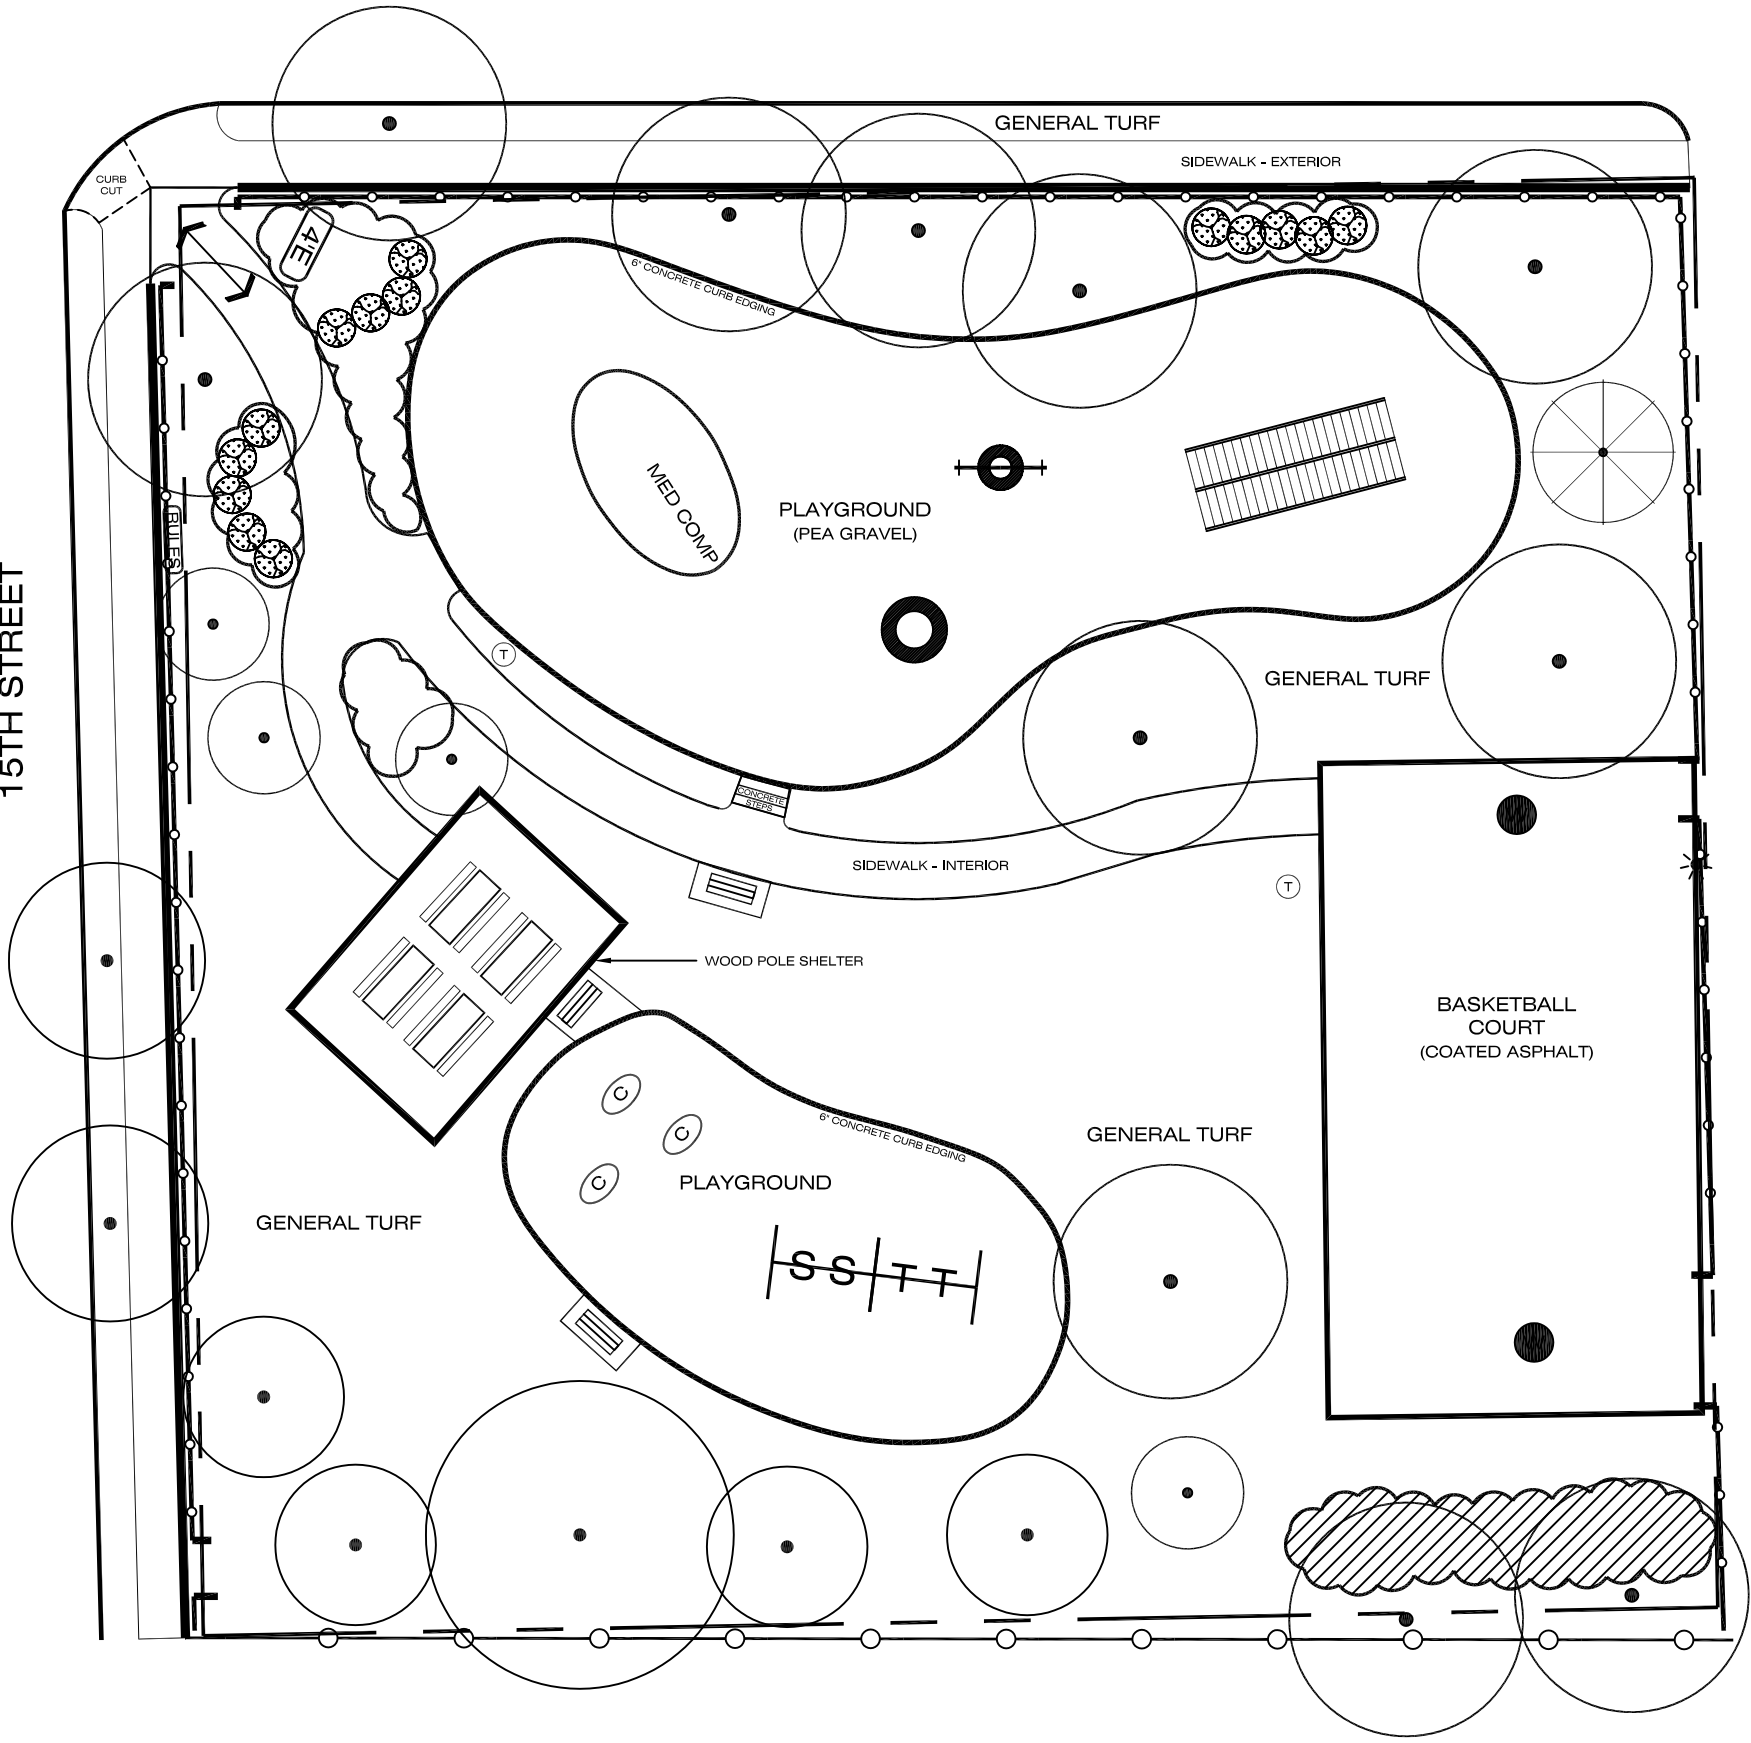 GENERAL TURF
SIDEWALK - EXTERIOR
CURB
CUT
4'E
6" CONCRETE CURB EDGING
MED COMP
PLAYGROUND
(PEA GRAVEL)
RULES
15TH STREET
T
GENERAL TURF
CONCRETE
STEPS
SIDEWALK - INTERIOR
T
WOOD POLE SHELTER
BASKETBALL
COURT
(COATED ASPHALT)
C
C
C
6" CONCRETE CURB EDGING
GENERAL TURF
PLAYGROUND
GENERAL TURF
S S T T